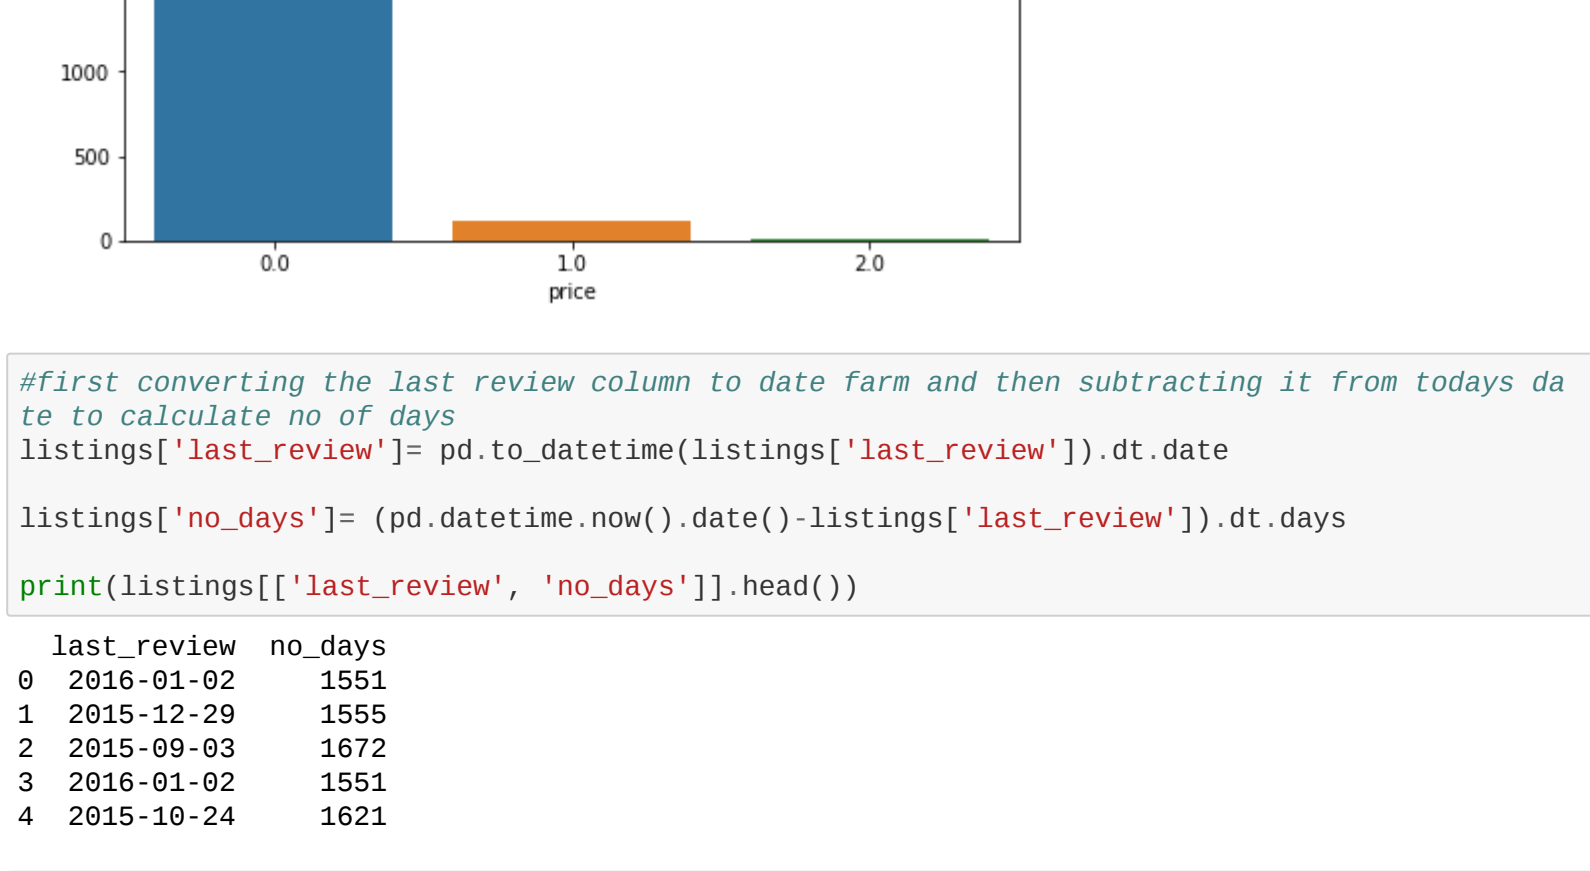 1000
500
0
0.0 1.0 2.0
price
#first converting the last review column to date farm and then subtracting it from todays da
te to calculate no of days
listings['last_review']= pd.to_datetime(listings['last_review']).dt.date
listings['no_days']= (pd.datetime.now().date()-listings['last_review']).dt.days
print(listings[['last_review', 'no_days']].head())
last_review no_days
0 2016-01-02 1551
1 2015-12-29 1555
2 2015-09-03 1672
3 2016-01-02 1551
4 2015-10-24 1621